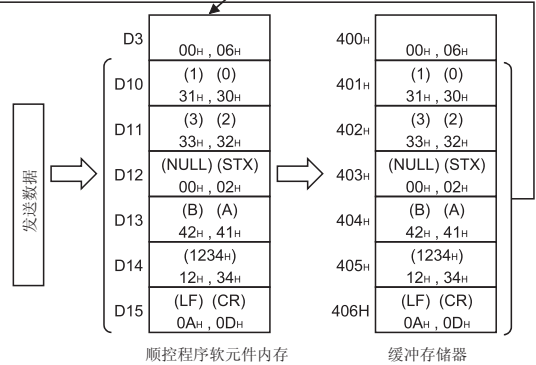 D3 00H , 06H 400H 00H , 06H
(1) (0) (1) (0)
D10 31H , 30H 401H 31H , 30H
(3) (2) (3) (2)
D11 33H , 32H 402H 33H , 32H
(NULL) (STX) (NULL) (STX)
D12 00H , 02H 403H 00H , 02H
(B) (A) (B) (A)
D13 42H , 41H 404H 42H , 41H
(1234H) (1234H)
D14 12H , 34H 405H 12H , 34H
(LF) (CR) (LF) (CR)
D15 0AH , 0DH 406H 0AH , 0DH
发送数据
顺控程序软元件内存 缓冲存储器